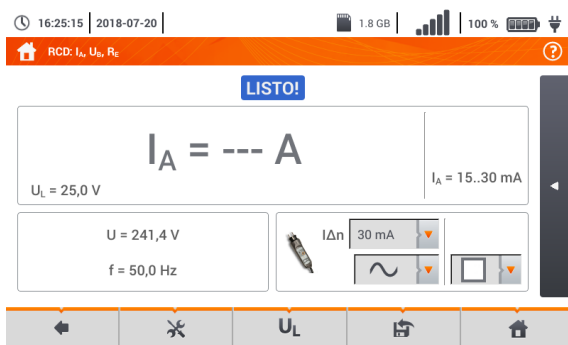 16:25:15 2018-07-20 1.8 GB 100 %
RCD: IA, UB, RE
?
LISTO!
IA = --- A
UL = 25,0 V
IA = 15..30 mA
U = 241,4 V
f = 50,0 Hz
IΔn 30 mA
UL